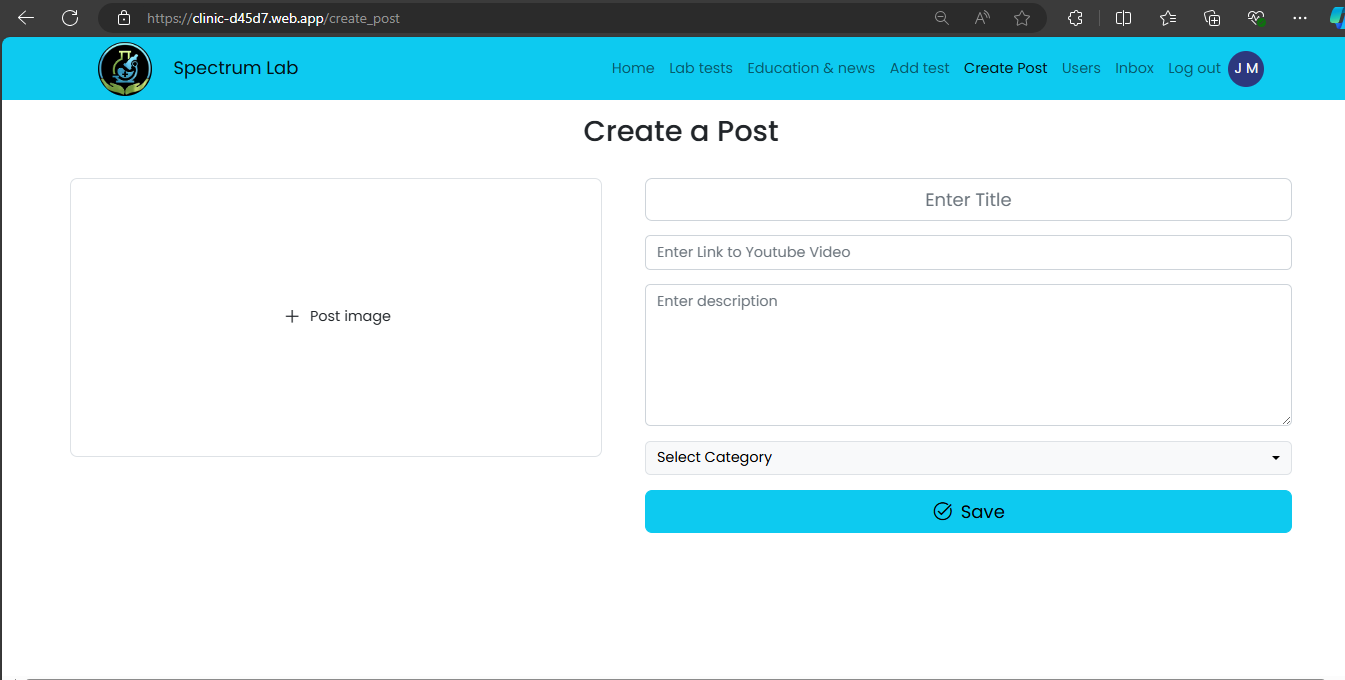 https://clinic-d45d7.web.app/create_post
Spectrum Lab
Home Lab tests Education & news Add test Create Post Users Inbox Log out J M
Create a Post
Post image
Enter Title
Enter Link to Youtube Video
Enter description
Select Category
Save